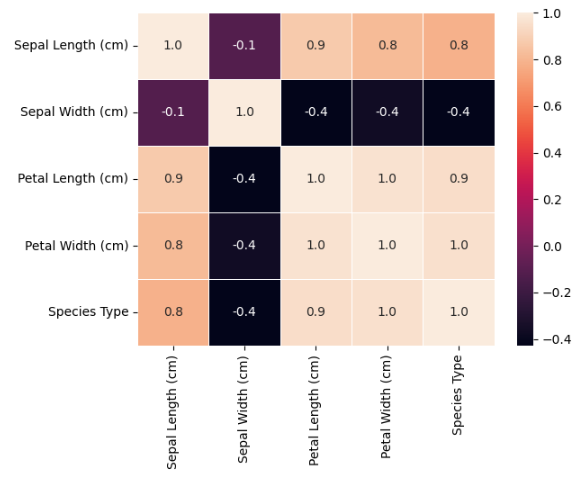 Sepal Length (cm) 1.0 -0.1 0.9 0.8 0.8
Sepal Width (cm) -0.1 1.0 -0.4 -0.4 -0.4
Petal Length (cm) 0.9 -0.4 1.0 1.0 0.9
Petal Width (cm) 0.8 -0.4 1.0 1.0 1.0
Species Type 0.8 -0.4 0.9 1.0 1.0
Sepal Length (cm)
Sepal Width (cm)
Petal Length (cm)
Petal Width (cm)
Species Type
1.0
0.8
0.6
0.4
0.2
0.0
−0.2
−0.4